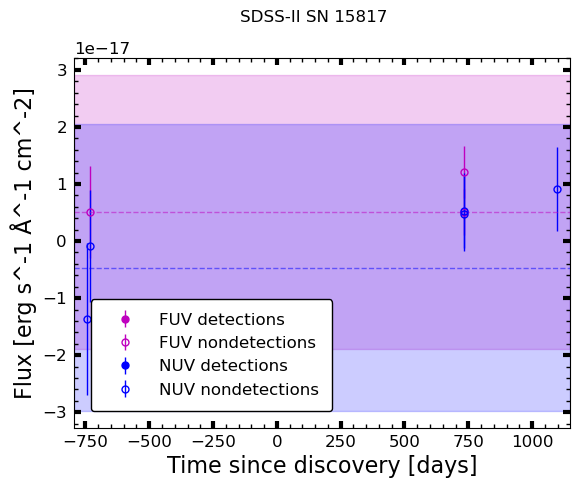 SDSS-II SN 15817
1e−17
3
2
1
0
−1
−2
−3
Flux [erg s^-1 Å^-1 cm^-2]
FUV detections
FUV nondetections
NUV detections
NUV nondetections
−750 −500 −250 0 250 500 750 1000
Time since discovery [days]